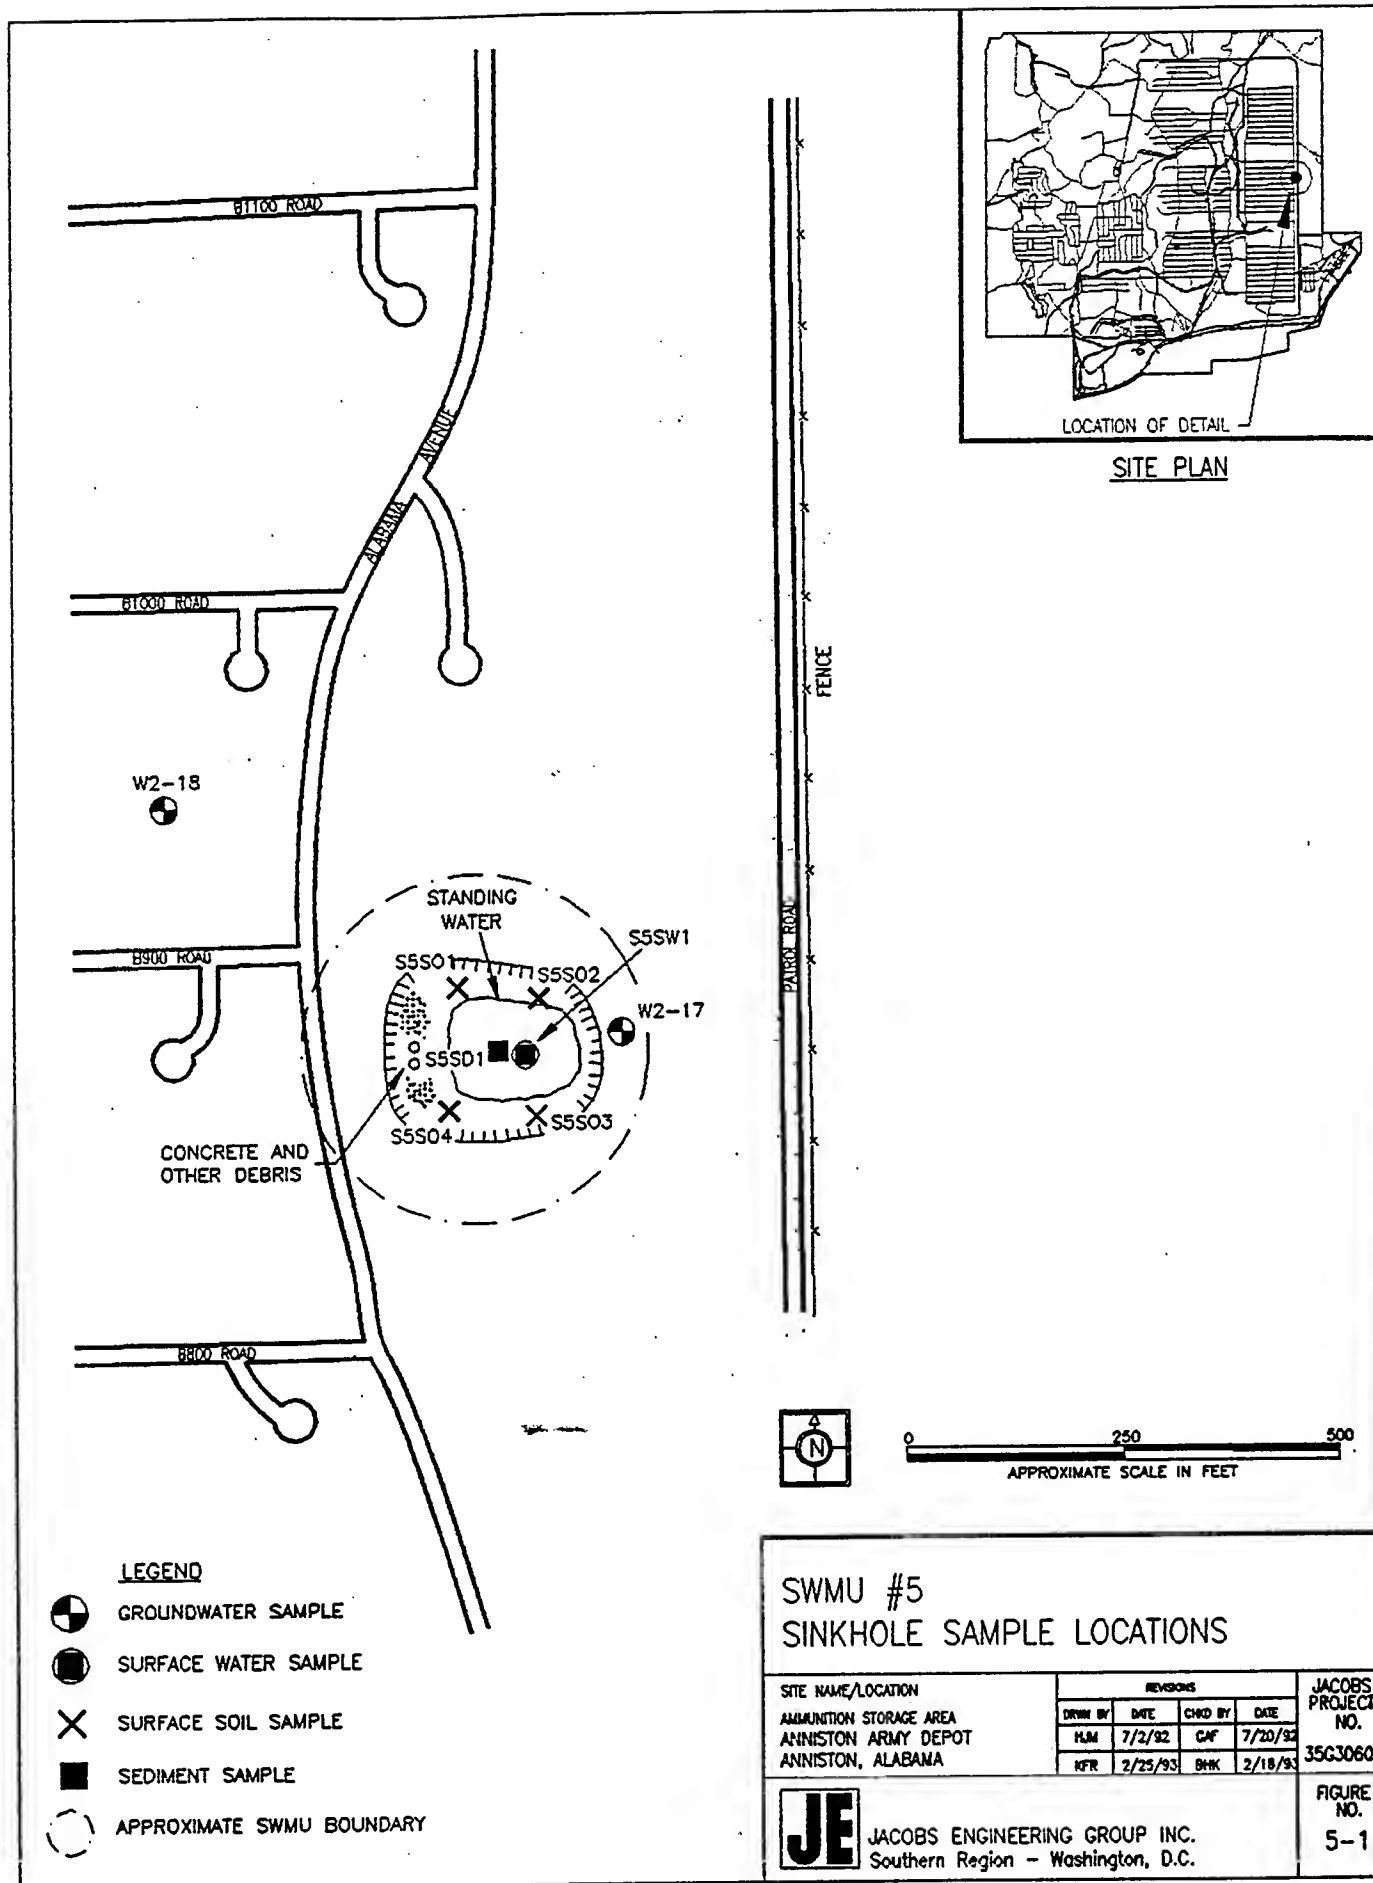 LOCATION OF DETAIL
SITE PLAN
B1100 ROAD
ALABAMA AVENUE
B1000 ROAD
FENCE
W2-18
STANDING
WATER
S5SW1
PATROL ROAD
B900 ROAD
S5SO1
S5SO2
W2-17
S5SD1
S5SO4
S5SO3
CONCRETE AND
OTHER DEBRIS
B800 ROAD
N
0 250 500
APPROXIMATE SCALE IN FEET
LEGEND
GROUNDWATER SAMPLE
SURFACE WATER SAMPLE
SURFACE SOIL SAMPLE
SEDIMENT SAMPLE
APPROXIMATE SWMU BOUNDARY
SWMU #5
SINKHOLE SAMPLE LOCATIONS
SITE NAME/LOCATION
AMMUNITION STORAGE AREA
ANNISTON ARMY DEPOT
ANNISTON, ALABAMA
REVISIONS
DRWN BY DATE CHKD BY DATE
HJM 7/2/92 GAF 7/20/92
KFR 2/25/93 BHK 2/18/93
JACOBS
PROJECT
NO.
35G3060
FIGURE
NO.
5-1
JE
JACOBS ENGINEERING GROUP INC.
Southern Region - Washington, D.C.